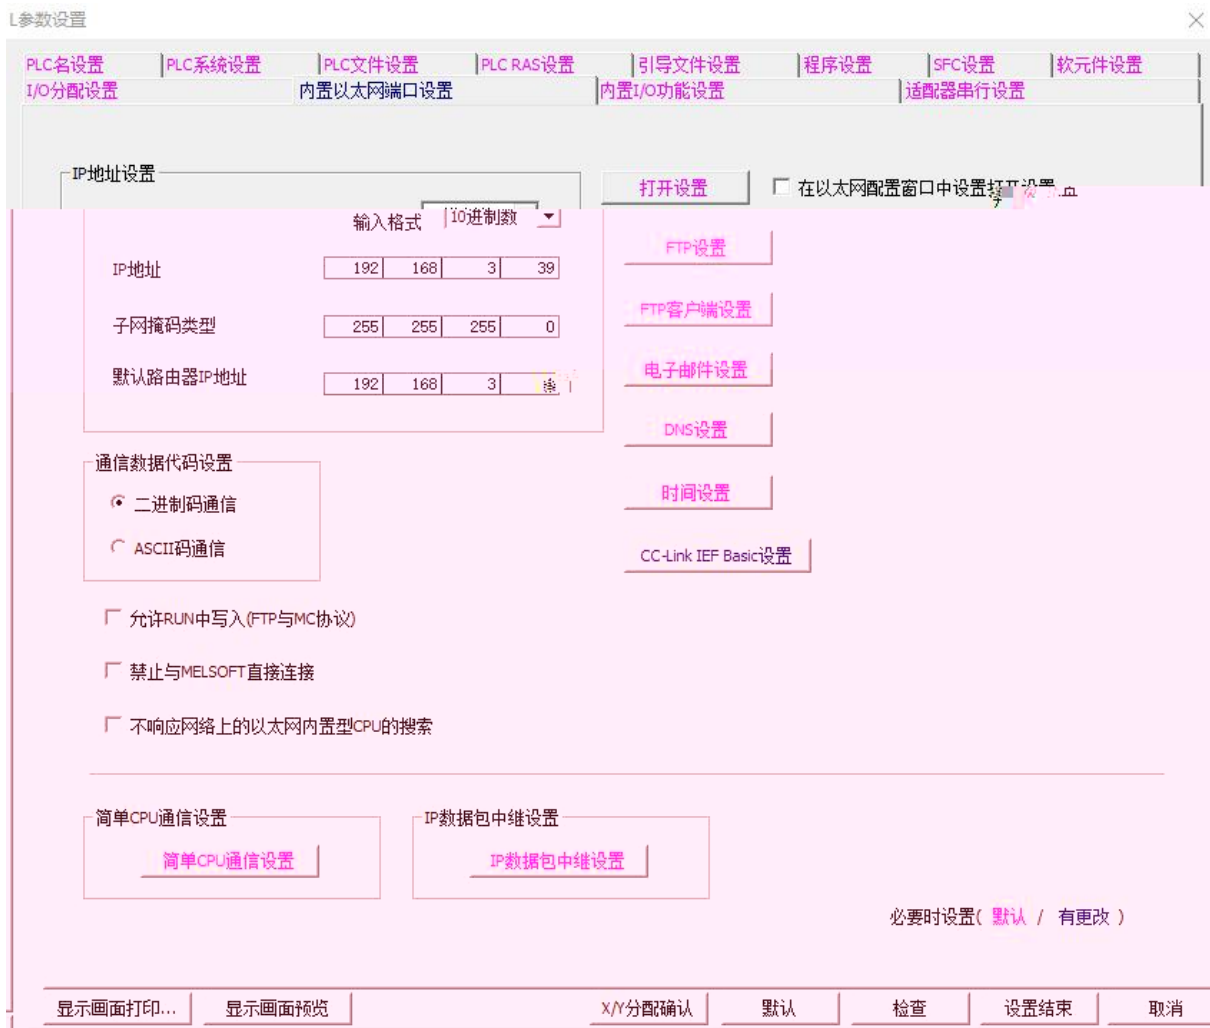 L参数设置
PLC名设置 PLC系统设置 PLC文件设置 PLC RAS设置 引导文件设置 程序设置 SFC设置 软元件设置
I/O分配设置 内置以太网端口设置 内置I/O功能设置 适配器串行设置
IP地址设置
打开设置 在以太网配置窗口中设置打开设置
输入格式 10进制数
FTP设置
IP地址 192 168 3 39
FTP客户端设置
子网掩码类型 255 255 255 0
电子邮件设置
默认路由器IP地址 192 168 3
DNS设置
通信数据代码设置
时间设置
二进制码通信
ASCII码通信
CC-Link IEF Basic设置
允许RUN中写入(FTP与MC协议)
禁止与MELSOFT直接连接
不响应网络上的以太网内置型CPU的搜索
简单CPU通信设置 IP数据包中继设置
简单CPU通信设置 IP数据包中继设置
必要时设置( 默认 / 有更改 )
显示画面打印... 显示画面预览 X/Y分配确认 默认 检查 设置结束 取消